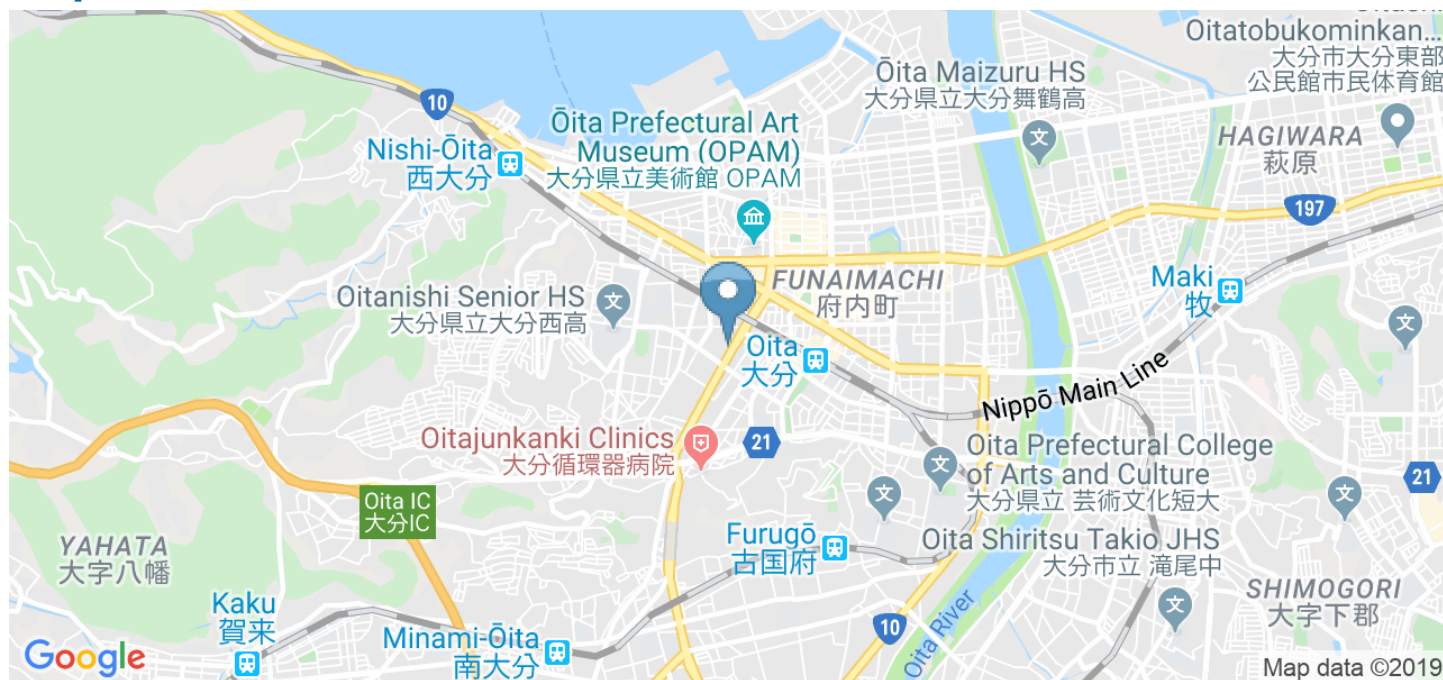 Oitatobukominkan...
大分市大分東部
公民館市民体育館
Ōita Maizuru HS
大分県立大分舞鶴高
10
Ōita Prefectural Art
Museum (OPAM)
大分県立美術館 OPAM
HAGIWARA
萩原
Nishi-Ōita
西大分
197
FUNAIMACHI
府内町
Maki
牧
Oitanishi Senior HS
大分県立大分西高
Oita
大分
Nippō Main Line
Oitajunkanki Clinics
大分循環器病院
21
Oita Prefectural College
of Arts and Culture
大分県立 芸術文化短大
21
Oita IC
大分IC
Furugō
古国府
Oita Shiritsu Takio JHS
大分市立 滝尾中
YAHATA
大字八幡
SHIMOGORI
大字下郡
Kaku
賀来
Minami-Ōita
南大分
10
Oita River
Google
Map data ©2019